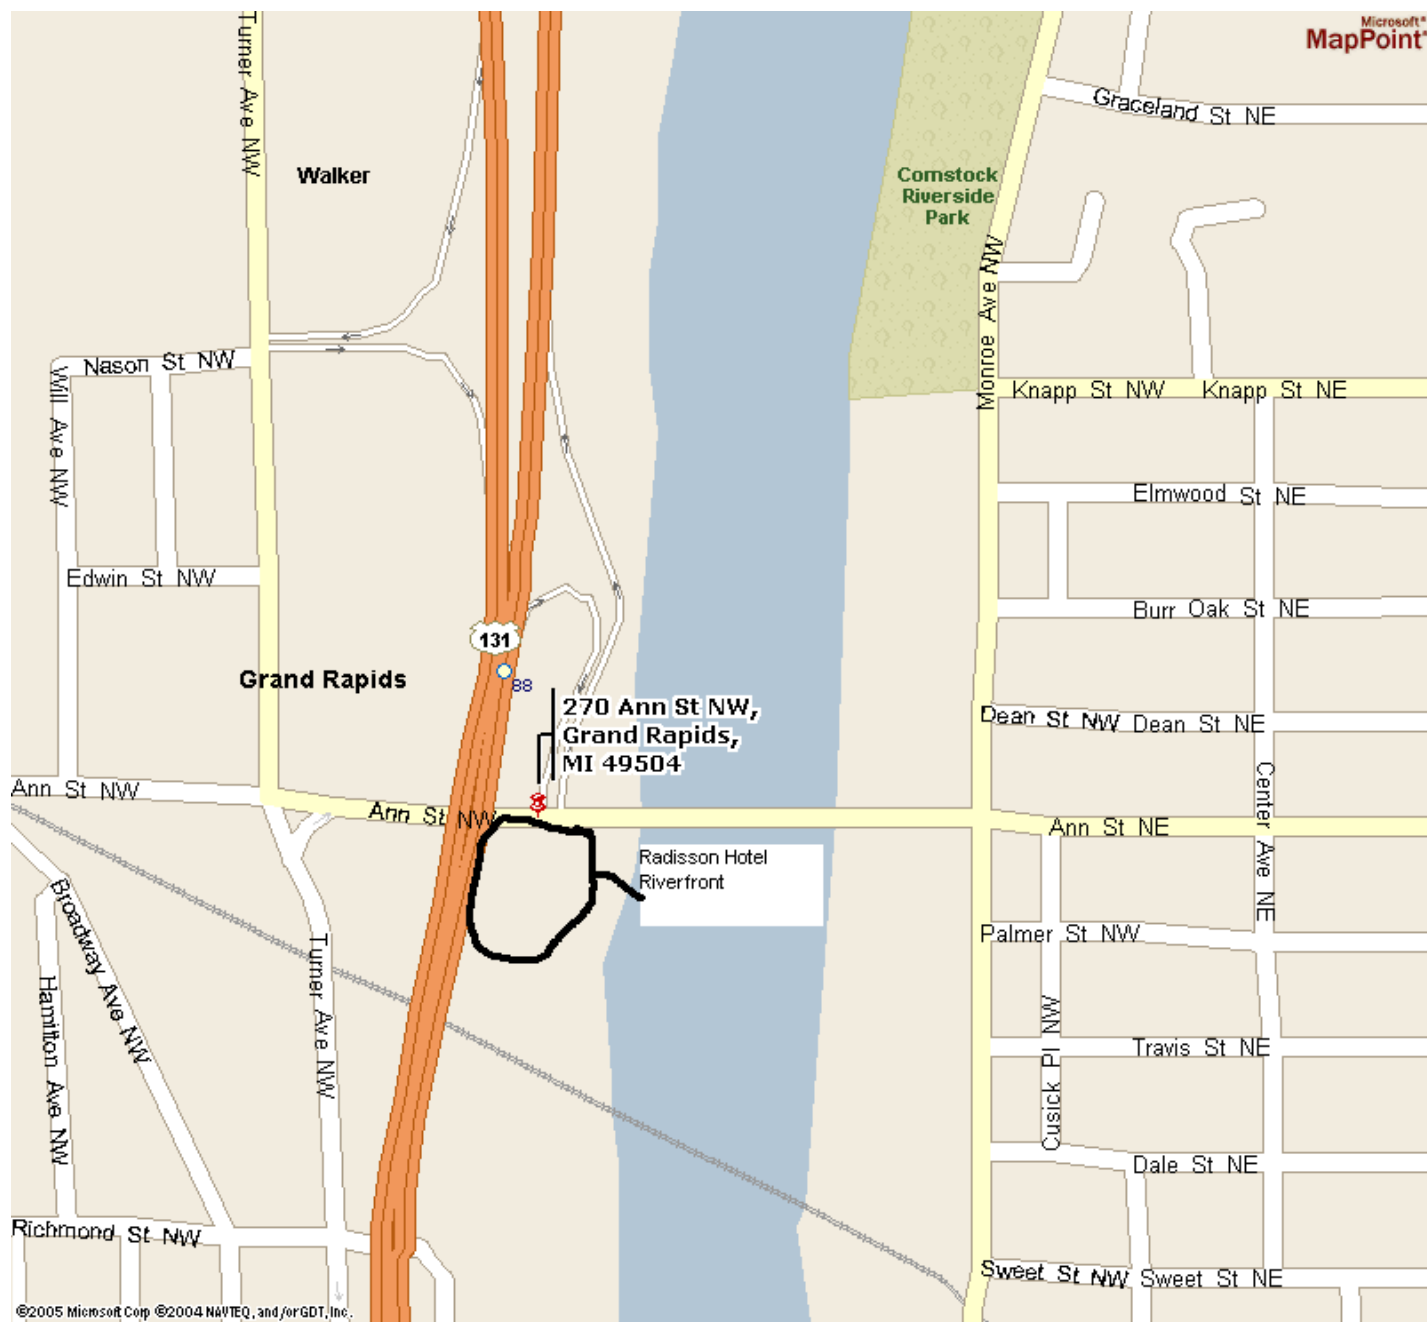 Microsoft®
MapPoint®
Turner Ave NW
Graceland St NE
Walker
Comstock
Riverside
Park
Monroe Ave NW
Nason St NW
Will Ave NW
Knapp St NW
Knapp St NE
Elmwood St NE
Edwin St NW
Burr Oak St NE
131
Grand Rapids
88
270 Ann St NW,
Grand Rapids,
MI 49504
Dean St NW
Dean St NE
Center Ave NE
Ann St NW
Ann St NW
Ann St NE
Radisson Hotel
Riverfront
Broadway Ave NW
Hamilton Ave NW
Turner Ave NW
Palmer St NW
Cusick Pl NW
Travis St NE
Dale St NE
Richmond St NW
Sweet St NW
Sweet St NE
©2005 Microsoft Corp ©2004 NAVTEQ, and/or GDT, Inc.